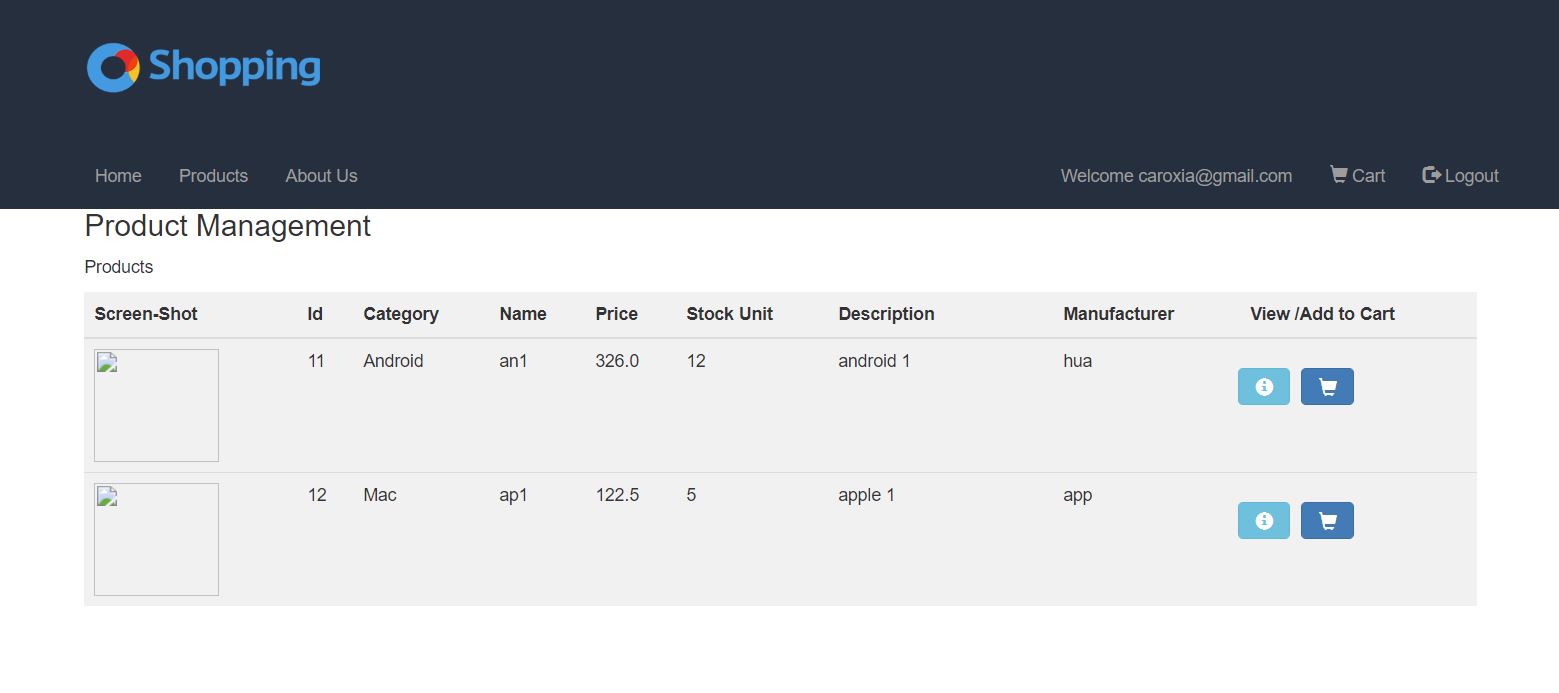 Shopping
Home Products About Us Welcome caroxia@gmail.com Cart Logout
Product Management
Products
Screen-Shot Id Category Name Price Stock Unit Description Manufacturer View /Add to Cart
11 Android an1 326.0 12 android 1 hua
12 Mac ap1 122.5 5 apple 1 app